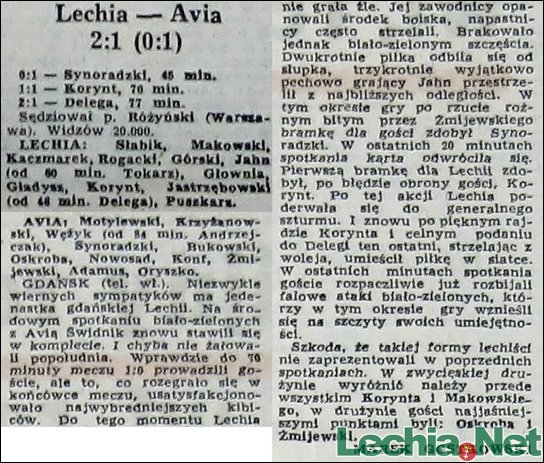 Lechia — Avia
2:1 (0:1)
0:1 — Synoradzki, 45 min.
1:1 — Korynt, 70 min.
2:1 — Delega, 77 min.
Sędziował p. Różyński (Warsza-
wa). Widzów 20.000.
LECHIA: Słabik, Makowski,
Kaczmarek, Rogacki, Górski, Jahn
(od 60 min. Tokarz), Głownia,
Gładysz, Korynt, Jastrzębowski
(od 46 min. Delega), Puszkarz.
AVIA: Motylewski, Krzyżanow-
ski, Wężyk (od 84 min. Andrzej-
czak), Synoradzki, Bukowski,
Oskroba, Nowosad, Konf, Żmi-
jewski, Adamus, Oryszko.
GDAŃSK (tel. wł.). Niezwykle
wiernych sympatyków ma jede-
nastka gdańskiej Lechii. Na śro-
dowym spotkaniu biało-zielonych
z Avią Świdnik znowu stawili się
w komplecie. I chyba nie żałowa-
li popołudnia. Wprawdzie do 70
minuty meczu 1:0 prowadzili go-
ście, ale to, co rozegrało się w
końcówce meczu, usatysfakcjono-
wało najwybredniejszych kibi-
ców. Do tego momentu Lechia
nie grała źle. Jej zawodnicy opa-
nowali środek boiska, napastni-
cy często strzelali. Brakowało
jednak biało-zielonym szczęścia.
Dwukrotnie piłka odbiła się od
słupka, trzykrotnie wyjątkowo
pechowo grający Jahn przestrze-
lił z najbliższych odległości. W
tym okresie gry po rzucie roż-
nym bitym przez Żmijewskiego
bramkę dla gości zdobył Syno-
radzki. W ostatnich 20 minutach
spotkania karta odwróciła się.
Pierwszą bramkę dla Lechii zdo-
był, po błędzie obrony gości, Ko-
rynt. Po tej akcji Lechia po-
derwała się do generalnego
szturmu. I znowu po pięknym raj-
dzie Korynta i celnym podaniu
do Delegi ten ostatni, strzelając z
woleja, umieścił piłkę w siatce.
W ostatnich minutach spotkania
goście rozpaczliwie już rozbijali
falowe ataki biało-zielonych, któ-
rzy w tym okresie gry wznieśli
się na szczyty swoich umiejętno-
ści.
Szkoda, że takiej formy lechiści
nie zaprezentowali w poprzednich
spotkaniach. W zwycięskiej dru-
żynie wyróżnić należy przede
wszystkim Korynta i Makowskie-
go, w drużynie gości najjaśniej-
szymi punktami byli: Oskroba i
Żmijewski.
MAREK
Lechia.Net